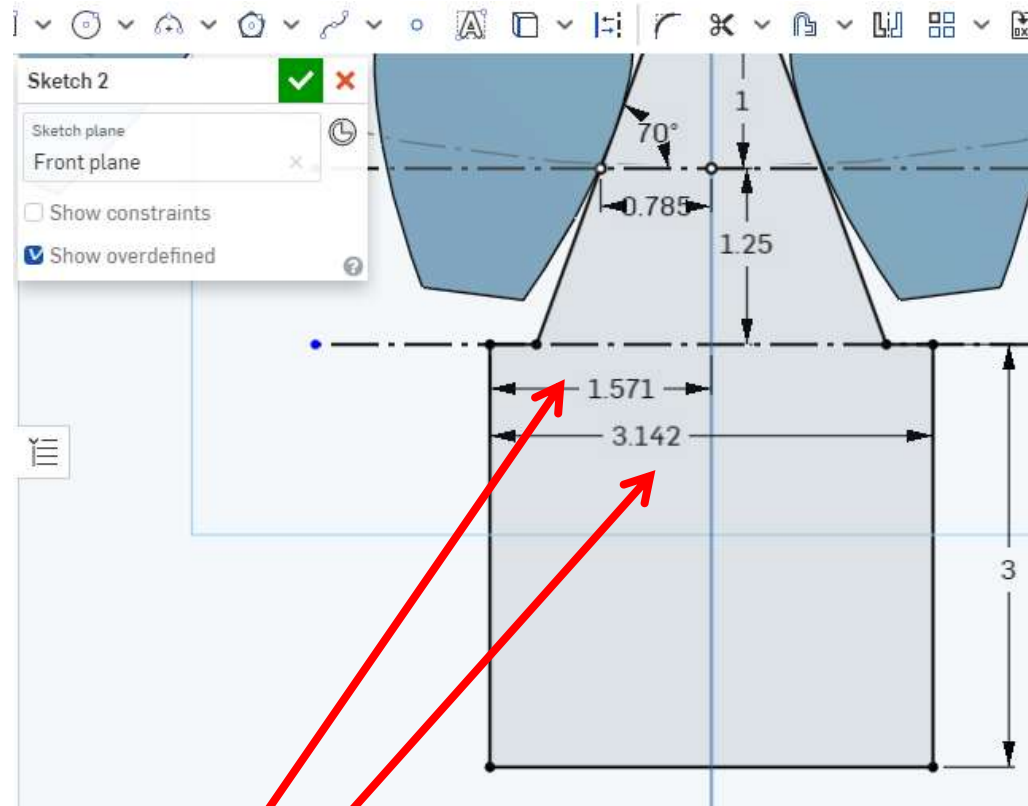 Sketch 2
Sketch plane
Front plane
Show constraints
Show overdefined
1
70°
0.785
1.25
1.571
3.142
3